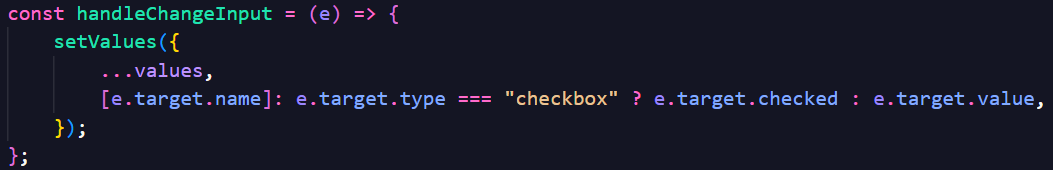 const handleChangeInput = (e) => {
    setValues({
        ...values,
        [e.target.name]: e.target.type === "checkbox" ? e.target.checked : e.target.value,
    });
};